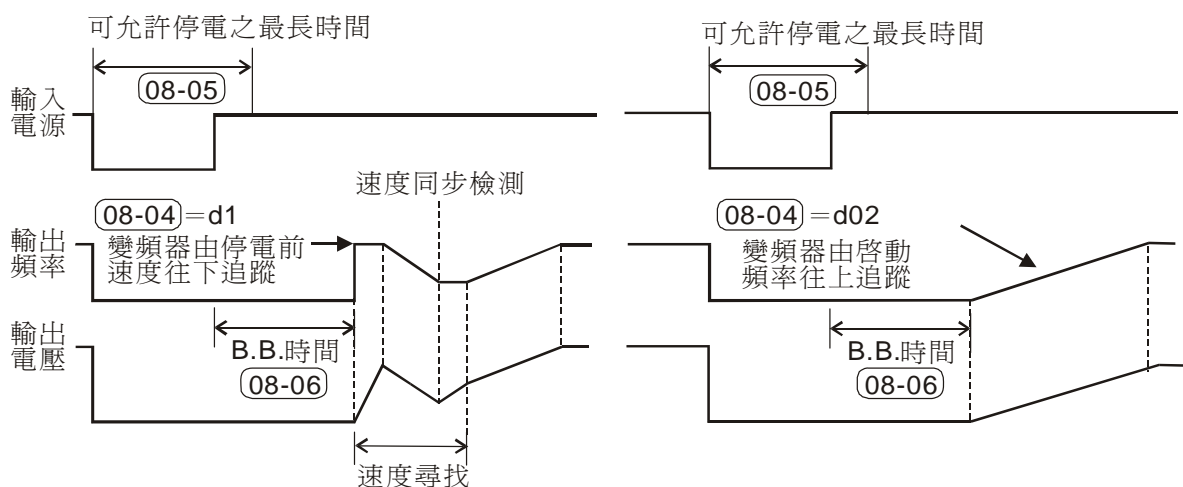 可允許停電之最長時間
08-05
輸入
電源
速度同步檢測
08-04=d1
輸出
頻率
變頻器由停電前
速度往下追蹤
輸出
電壓
B.B.時間
08-06
速度尋找
可允許停電之最長時間
08-05
08-04=d02
變頻器由啓動
頻率往上追蹤
B.B.時間
08-06